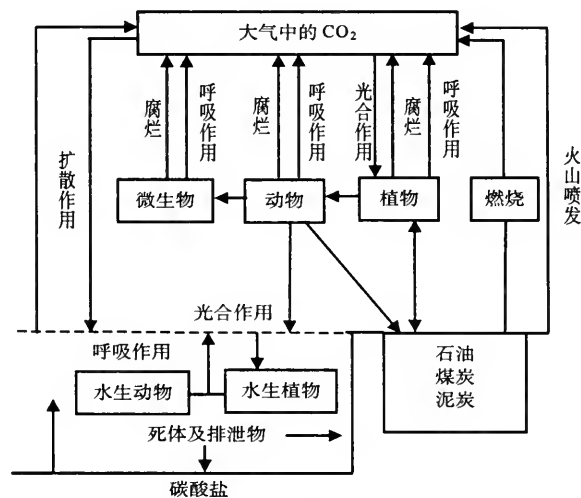 大气中的CO₂
腐烂
呼吸作用
腐烂
呼吸作用
光合作用
腐烂
呼吸作用
扩散作用
火山喷发
微生物
动物
植物
燃烧
光合作用
呼吸作用
石油
煤炭
泥炭
水生动物
水生植物
死体及排泄物
碳酸盐